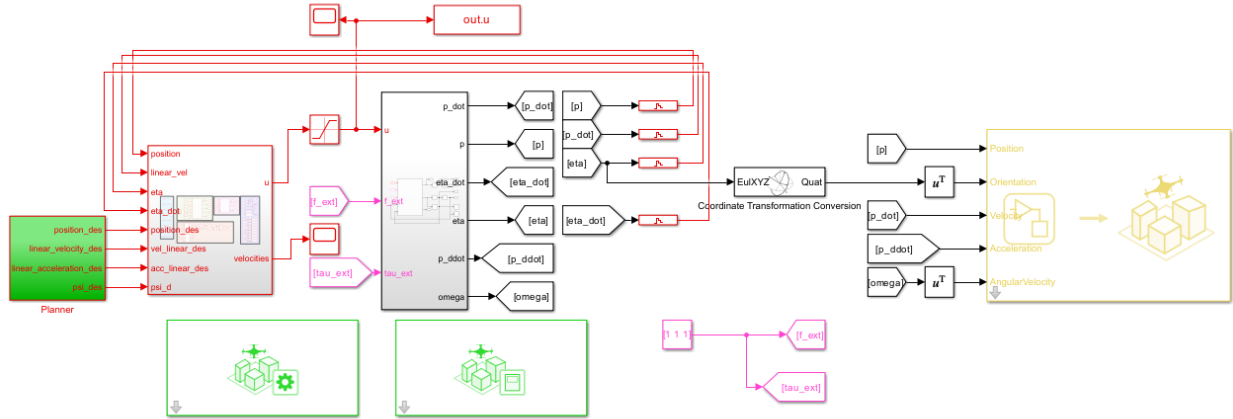 out.u
position
linear_vel
eta
eta_dot
position_des
vel_linear_des
acc_linear_des
psi_d
u
velocities
position_des
linear_velocity_des
linear_acceleration_des
psi_des
Planner
[f_ext]
[tau_ext]
u
f_ext
tau_ext
p_dot
p
eta_dot
eta
p_ddot
omega
[p_dot]
[p]
[eta_dot]
[eta]
[p_ddot]
[omega]
[p]
[p_dot]
[eta]
[eta_dot]
EulXYZ
Quat
Coordinate Transformation Conversion
[p]
uT
[p_dot]
[p_ddot]
[omega]
uT
Position
Orientation
Velocity
Acceleration
AngularVelocity
[1 1 1]
[f_ext]
[tau_ext]